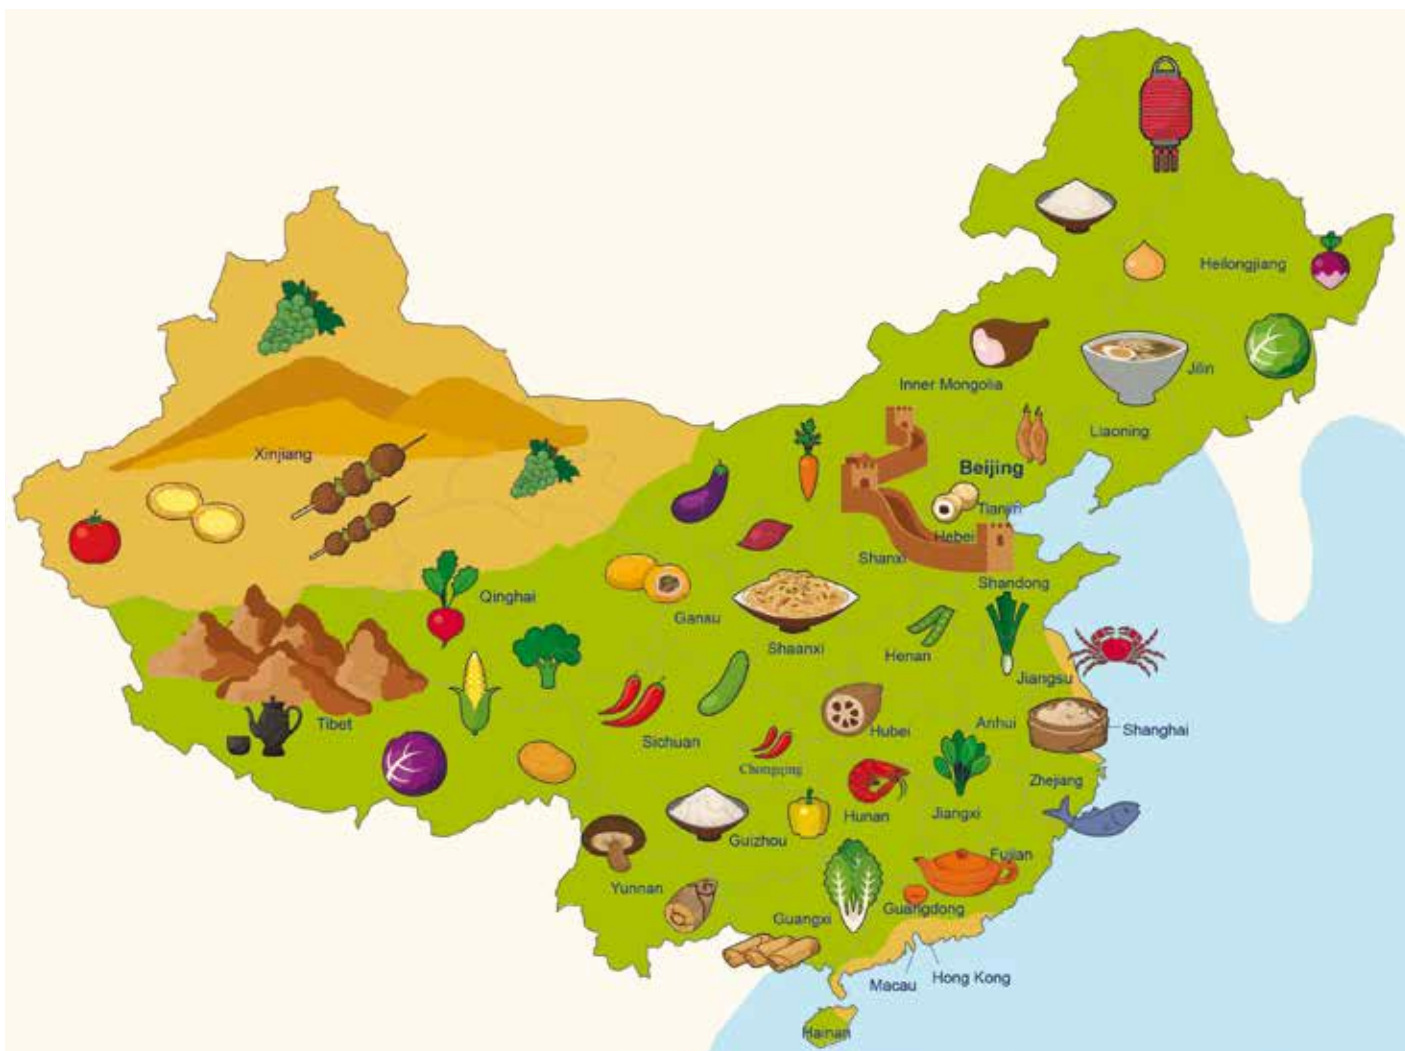 Heilongjiang
Jilin
Inner Mongolia
Liaoning
Xinjiang
Beijing
Tianjin
Hebei
Shanxi
Shandong
Qinghai
Gansu
Shaanxi
Henan
Jiangsu
Tibet
Sichuan
Hubei
Anhui
Shanghai
Chongqing
Zhejiang
Hunan
Jiangxi
Guizhou
Fujian
Yunnan
Guangxi
Guangdong
Macau
Hong Kong
Hainan